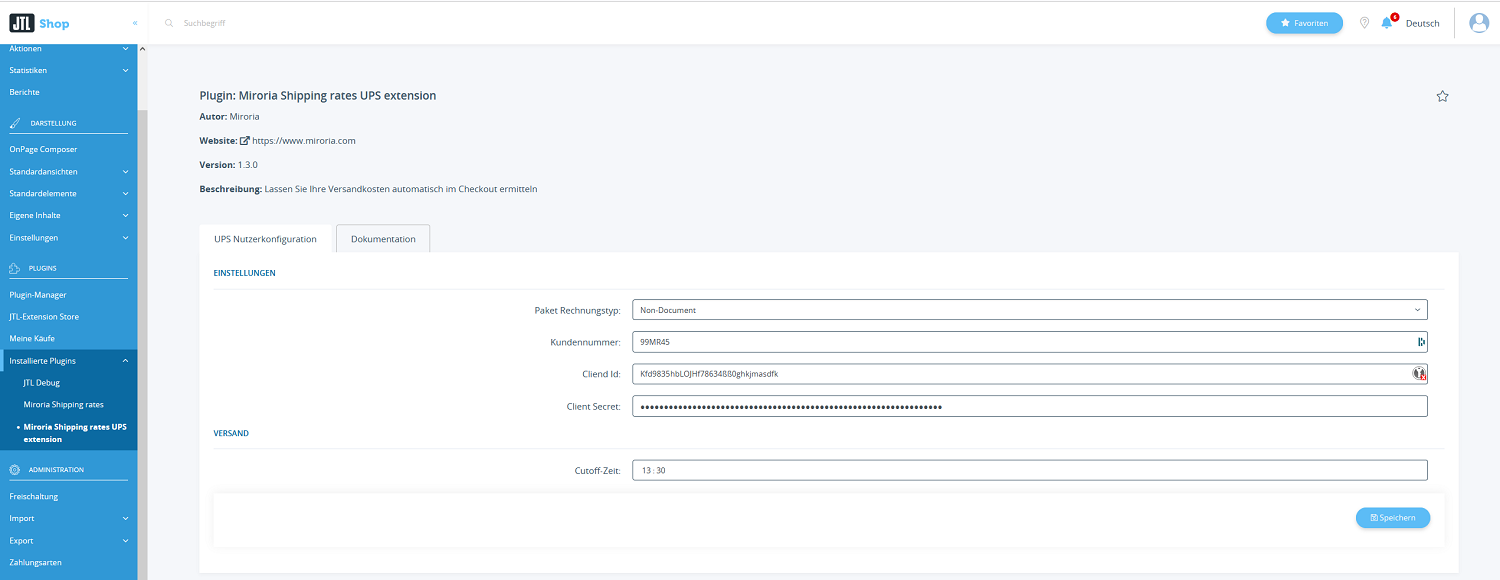 JTL Shop
«
Suchbegriff
Favoriten
6
Deutsch
Aktionen
Statistiken
Berichte
DARSTELLUNG
OnPage Composer
Standardansichten
Standardelemente
Eigene Inhalte
Einstellungen
PLUGINS
Plugin-Manager
JTL-Extension Store
Meine Käufe
Installierte Plugins
JTL Debug
Miroria Shipping rates
• Miroria Shipping rates UPS
extension
ADMINISTRATION
Freischaltung
Import
Export
Zahlungsarten
Plugin: Miroria Shipping rates UPS extension
Autor: Miroria
Website: https://www.miroria.com
Version: 1.3.0
Beschreibung: Lassen Sie Ihre Versandkosten automatisch im Checkout ermitteln
UPS Nutzerkonfiguration
Dokumentation
EINSTELLUNGEN
Paket Rechnungstyp: Non-Document
Kundennummer: 99MR45
Cliend Id: Kfd9835hbLOJHf78634ß80ghkjmasdfk
Client Secret: ••••••••••••••••••••••••••••••••••••••••••••••••••••••••••••••••
VERSAND
Cutoff-Zeit: 13 : 30
Speichern